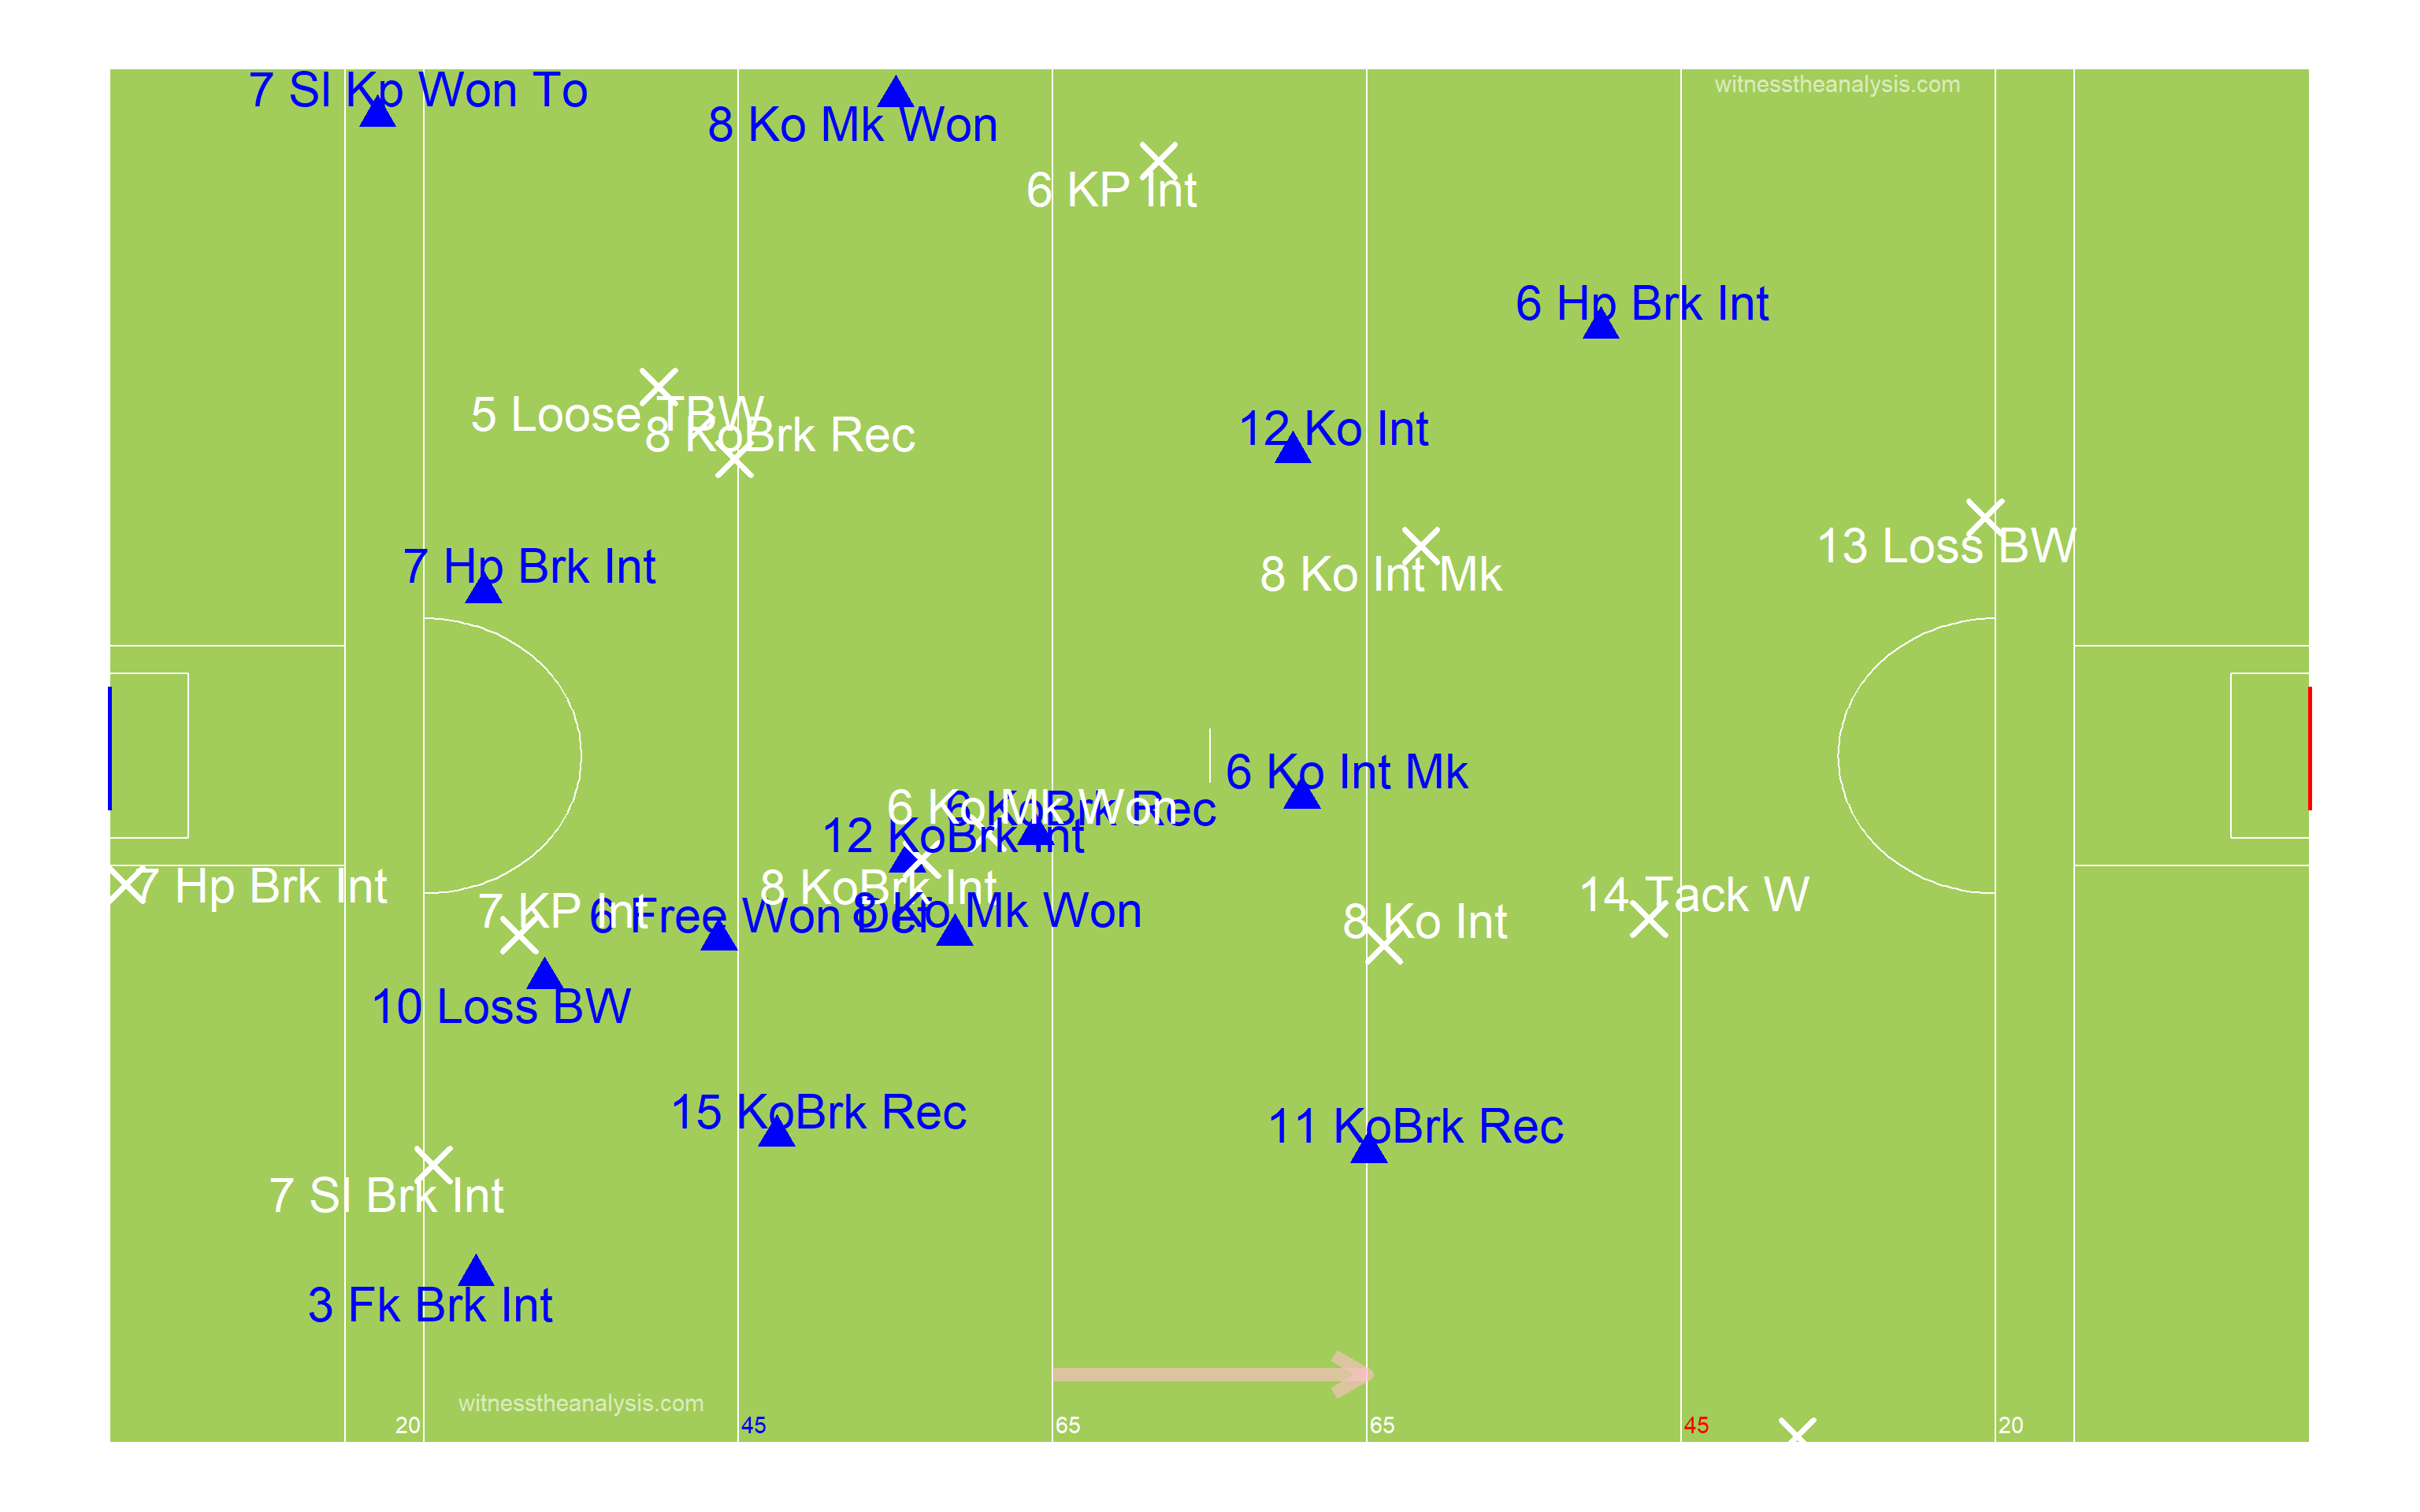 7 Sl Kp Won To
witnesstheanalysis.com
8 Ko Mk Won
6 KP Int
6 Hp Brk Int
5 Loose TBW
8 KoBrk Rec
12 Ko Int
13 Loss BW
7 Hp Brk Int
8 Ko Int Mk
6 Ko Int Mk
6 Ko Mk Won
6 KoBrk Rec
12 KoBrk Int
7 Hp Brk Int
8 KoBrk Int
14 Tack W
7 KP Int
6 Free Won Def
8 Ko Mk Won
8 Ko Int
10 Loss BW
15 KoBrk Rec
11 KoBrk Rec
7 Sl Brk Int
3 Fk Brk Int
witnesstheanalysis.com
20
45
65
65
45
20